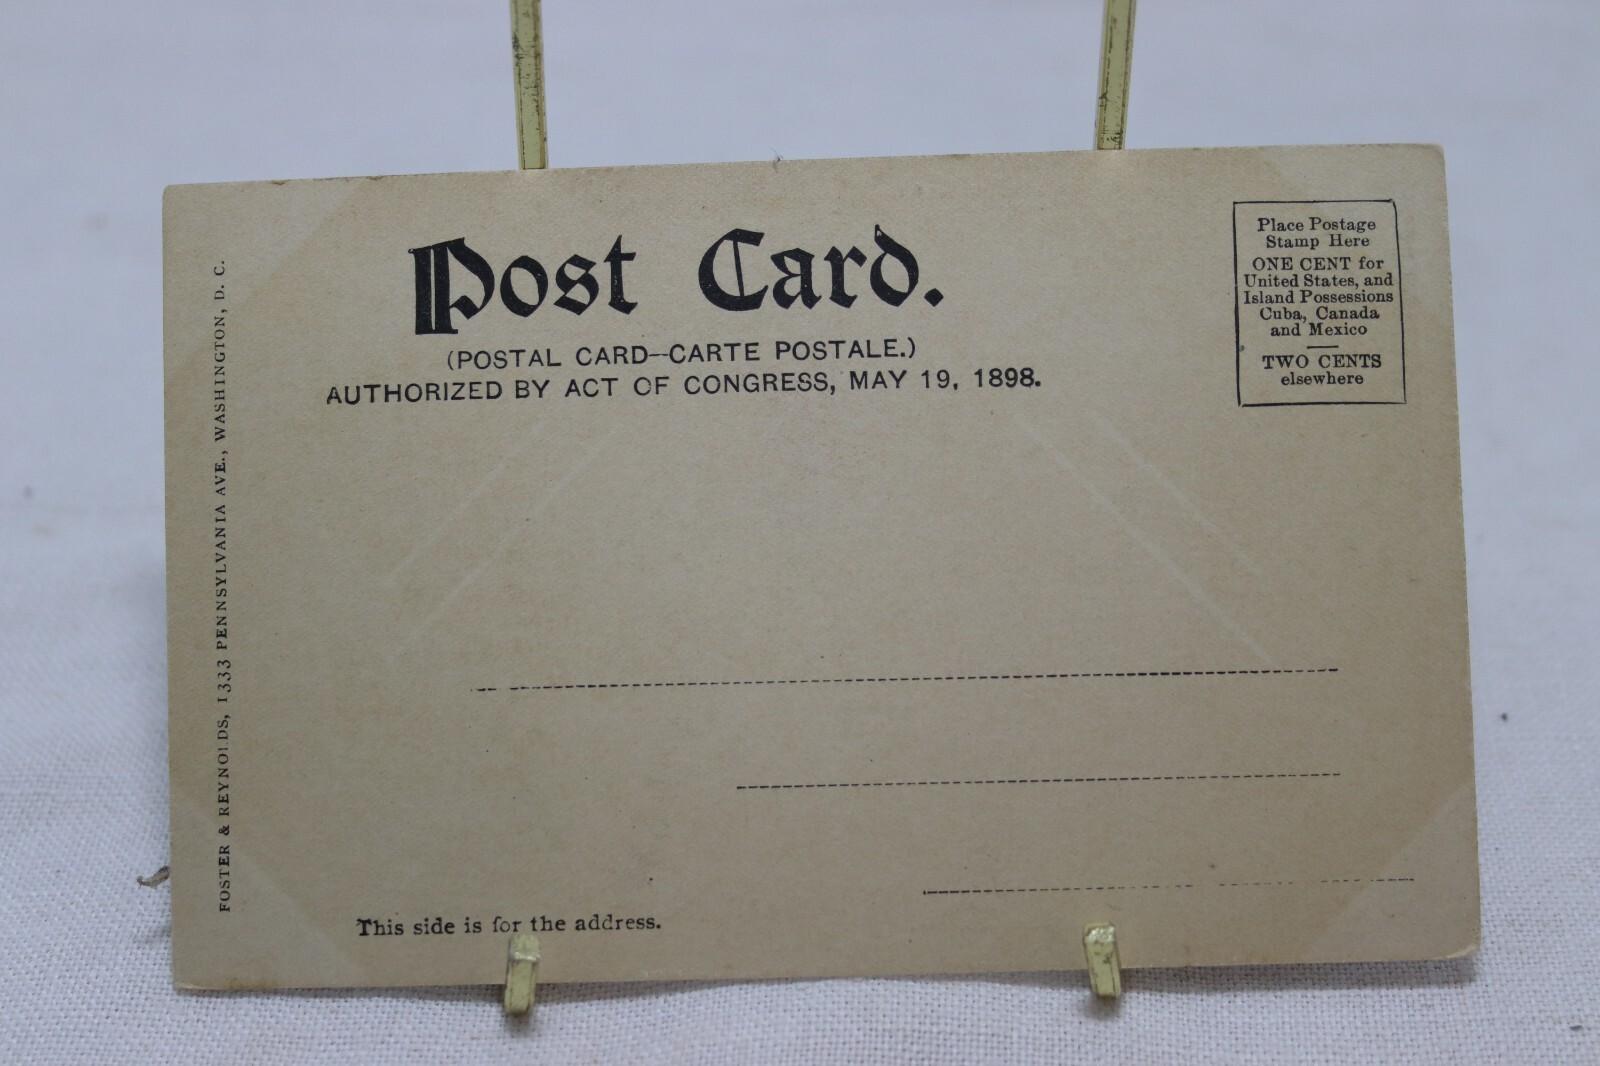 Post Card.
(POSTAL CARD--CARTE POSTALE.)
AUTHORIZED BY ACT OF CONGRESS, MAY 19, 1898.
Place Postage
Stamp Here
ONE CENT for
United States, and
Island Possessions
Cuba, Canada
and Mexico
TWO CENTS
elsewhere
FOSTER & REYNOLDS, 1333 PENNSYLVANIA AVE., WASHINGTON, D. C.
This side is for the address.